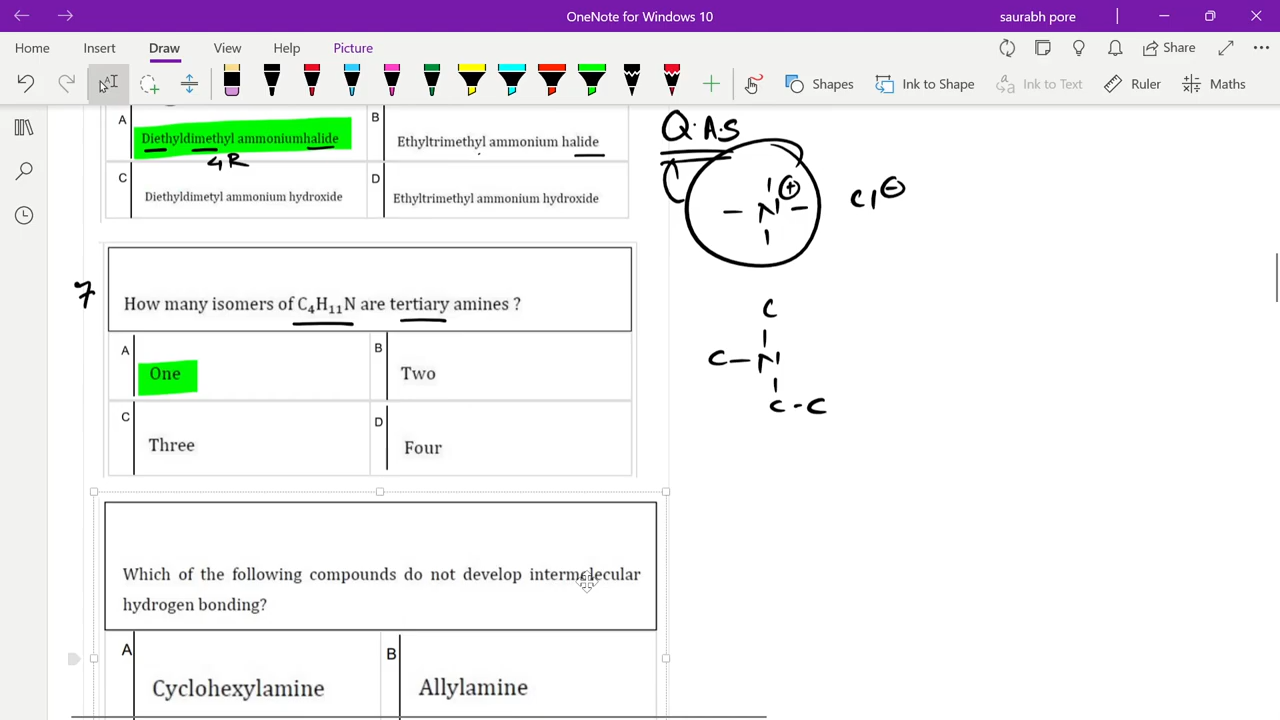 OneNote for Windows 10
saurabh pore
Home Insert Draw View Help Picture
Share
Shapes Ink to Shape Ink to Text Ruler Maths
A Diethyldimethyl ammoniumhalide
4R
B Ethyltrimethyl ammonium halide
C Diethyldimetyl ammonium hydroxide
D Ethyltrimethyl ammonium hydroxide
Q.A.S
N + Cl −
7 How many isomers of C₄H₁₁N are tertiary amines ?
A One
B Two
C Three
D Four
C
C–N
C-C
Which of the following compounds do not develop intermolecular
hydrogen bonding?
A Cyclohexylamine
B Allylamine